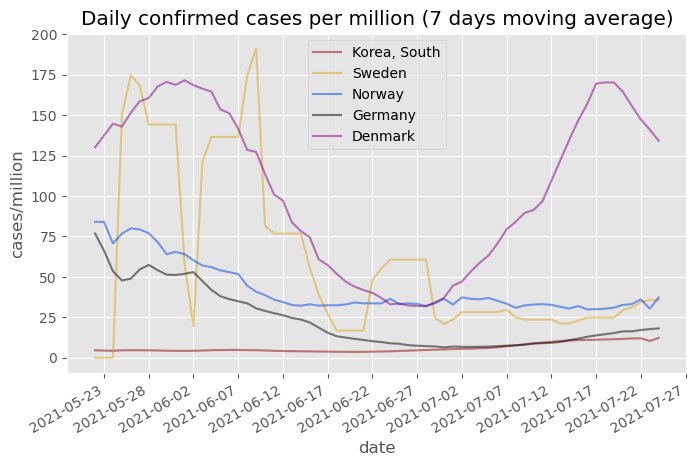 Daily confirmed cases per million (7 days moving average)
200
175
150
125
100
75
50
25
0
cases/million
Korea, South
Sweden
Norway
Germany
Denmark
2021-05-23
2021-05-28
2021-06-02
2021-06-07
2021-06-12
2021-06-17
2021-06-22
2021-06-27
2021-07-02
2021-07-07
2021-07-12
2021-07-17
2021-07-22
2021-07-27
date